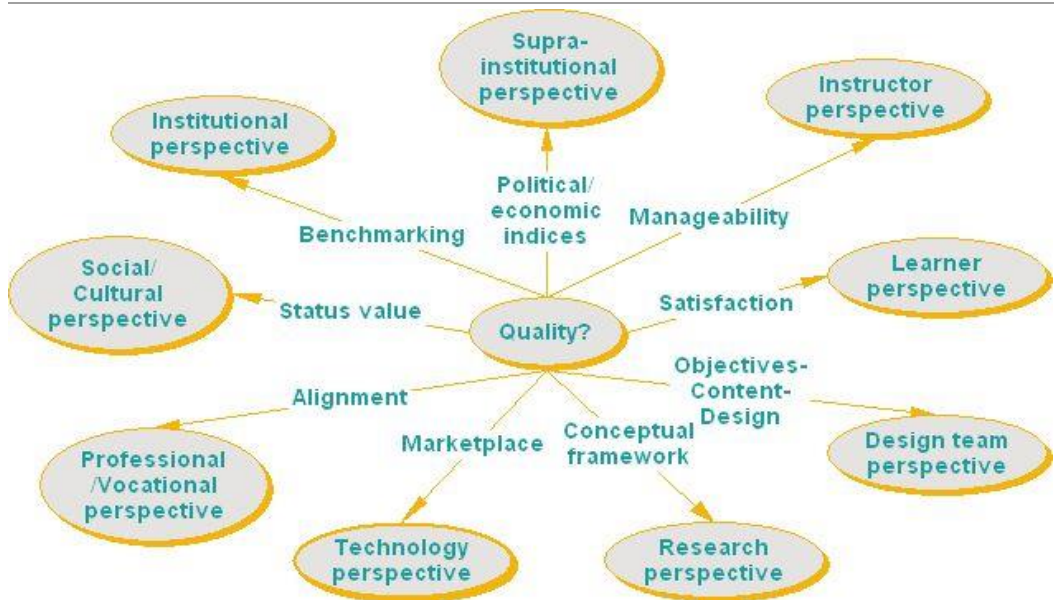 Supra-
institutional
perspective
Instructor
perspective
Institutional
perspective
Political/
economic
indices
Manageability
Benchmarking
Learner
perspective
Social/
Cultural
perspective
Satisfaction
Status value
Quality?
Objectives-
Content-
Design
Alignment
Marketplace
Conceptual
framework
Design team
perspective
Professional
/Vocational
perspective
Technology
perspective
Research
perspective